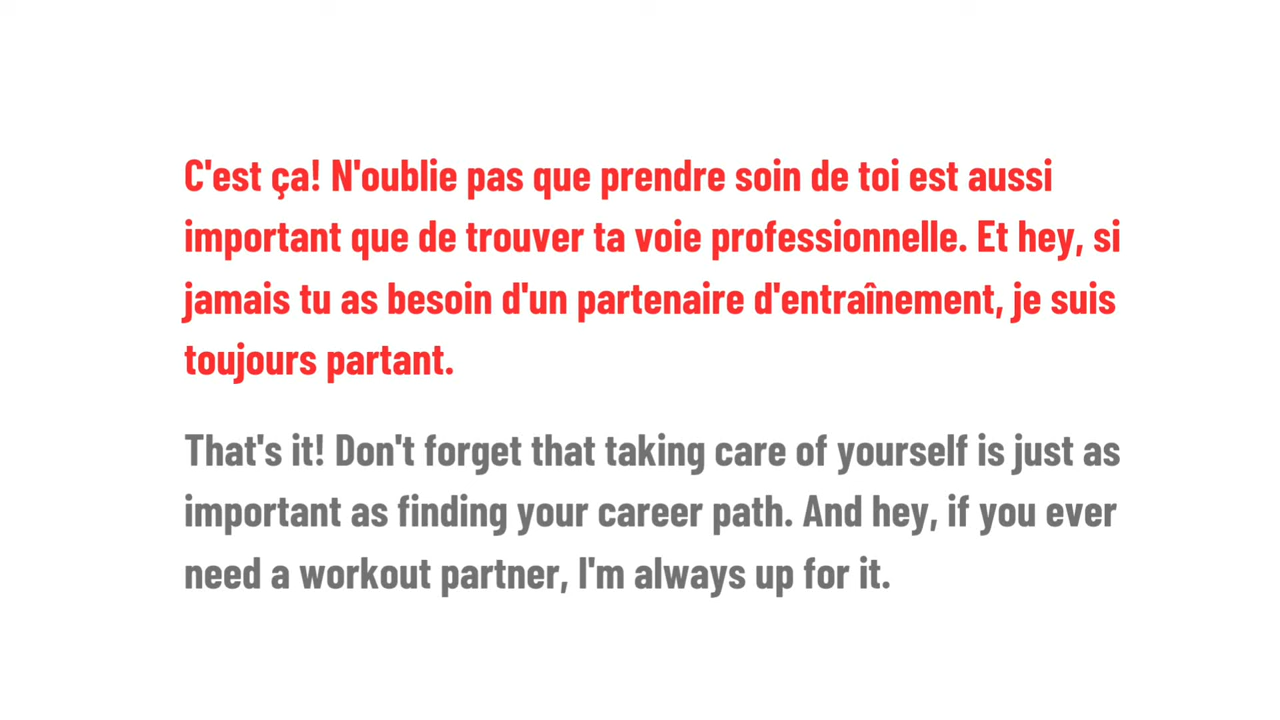 C'est ça! N'oublie pas que prendre soin de toi est aussi
important que de trouver ta voie professionnelle. Et hey, si
jamais tu as besoin d'un partenaire d'entraînement, je suis
toujours partant.
That's it! Don't forget that taking care of yourself is just as
important as finding your career path. And hey, if you ever
need a workout partner, I'm always up for it.